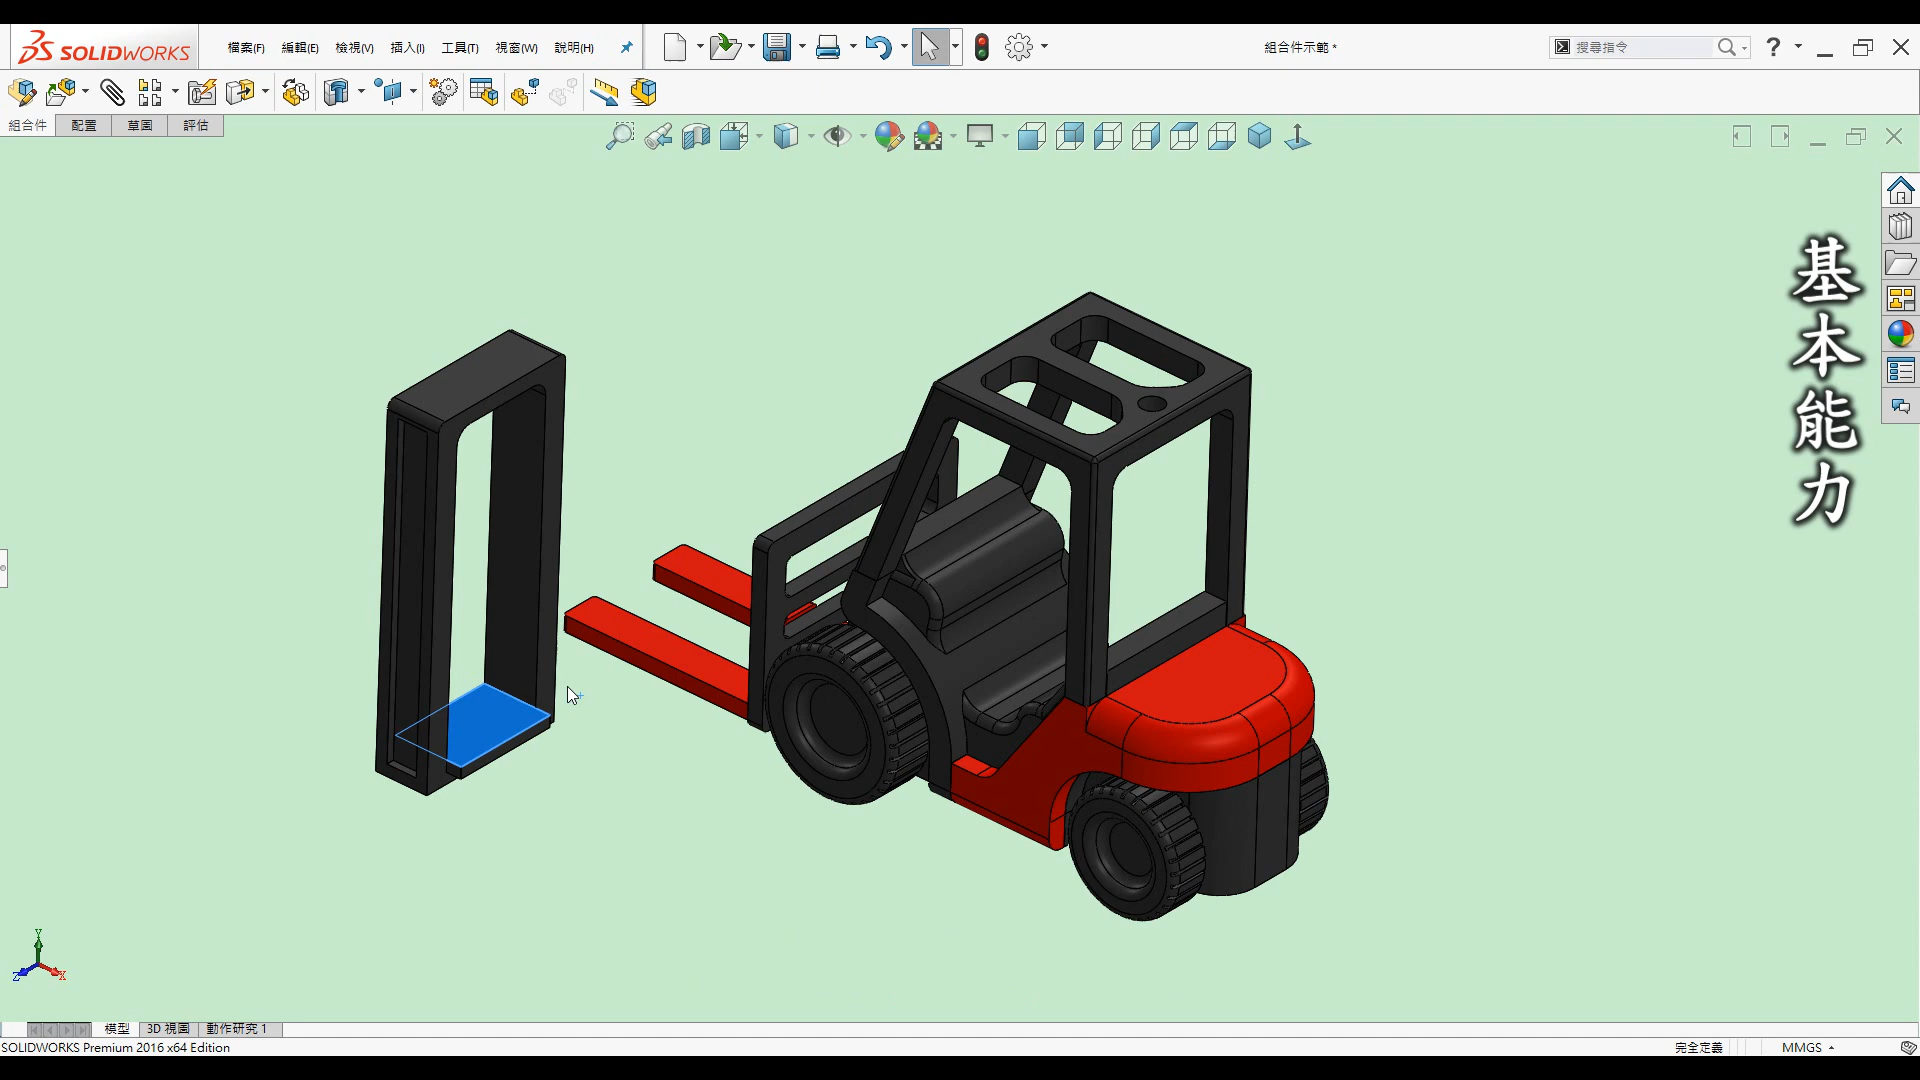 SOLIDWORKS
檔案(F) 編輯(E) 檢視(V) 插入(I) 工具(T) 視窗(W) 說明(H)
組合件示範 *
搜尋指令
組合件 配置 草圖 評估
基本能力
Y
Z X
模型 3D 視圖 動作研究 1
SOLIDWORKS Premium 2016 x64 Edition
完全定義
MMGS